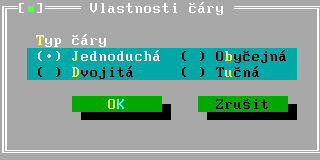 [■] Vlastnosti čáry
Typ čáry
(•) Jednoduchá ( ) Obyčejná
( ) Dvojitá ( ) Tučná
OK Zrušit